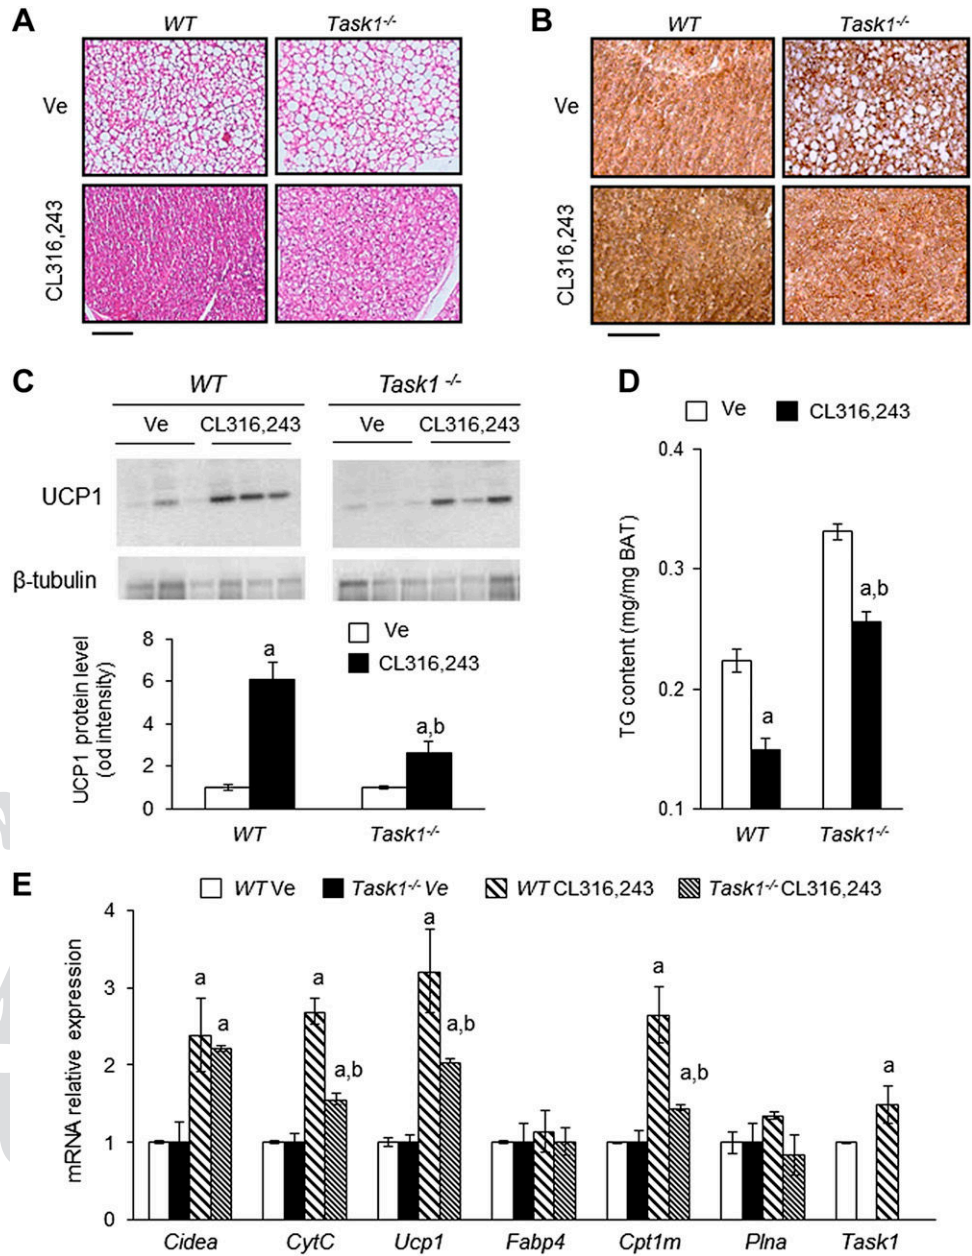 A
WT
Task1-/-
Ve
CL316,243
B
WT
Task1-/-
Ve
CL316,243
C
WT
Task1 -/-
Ve
CL316,243
Ve
CL316,243
UCP1
β-tubulin
Ve
CL316,243
UCP1 protein level
(od intensity)
8
6
4
2
0
a
a,b
WT
Task1-/-
D
Ve
CL316,243
TG content (mg/mg BAT)
0.4
0.3
0.2
0.1
a
a,b
WT
Task1-/-
E
WT Ve
Task1-/- Ve
WT CL316,243
Task1-/- CL316,243
mRNA relative expression
4
3
2
1
0
a
a
a
a,b
a
a,b
a
a,b
a
Cidea
CytC
Ucp1
Fabp4
Cpt1m
Plna
Task1